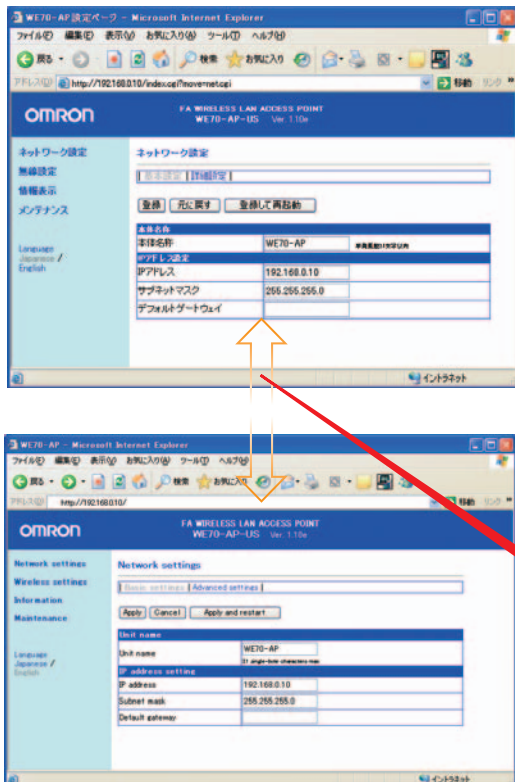 WE70-AP設定ページ - Microsoft Internet Explorer
ファイル(F) 編集(E) 表示(V) お気に入り(A) ツール(T) ヘルプ(H)
戻る 検索 お気に入り
アドレス(D) http://192.168.0.10/index.cgi?move=net.cgi 移動 リンク
OMRON
FA WIRELESS LAN ACCESS POINT
WE70-AP-US Ver. 1.10e
ネットワーク設定
無線設定
情報表示
メンテナンス
Language
Japanese /
English
ネットワーク設定
| 基本設定 | 詳細設定 |
登録 元に戻す 登録して再起動
本体名称
本体名称 WE70-AP
IPアドレス設定
IPアドレス 192.168.0.10
サブネットマスク 255.255.255.0
デフォルトゲートウェイ
イントラネット
WE70-AP - Microsoft Internet Explorer
ファイル(F) 編集(E) 表示(V) お気に入り(A) ツール(T) ヘルプ(H)
戻る 検索 お気に入り
アドレス(D) http://192.168.0.10/ 移動 リンク
OMRON
FA WIRELESS LAN ACCESS POINT
WE70-AP-US Ver. 1.10e
Network settings
Wireless settings
Information
Maintenance
Language
Japanese /
English
Network settings
| Basic settings | Advanced settings |
Apply Cancel Apply and restart
Unit name
Unit name WE70-AP
31 single-byte characters max
IP address setting
IP address 192.168.0.10
Subnet mask 255.255.255.0
Default gateway
イントラネット